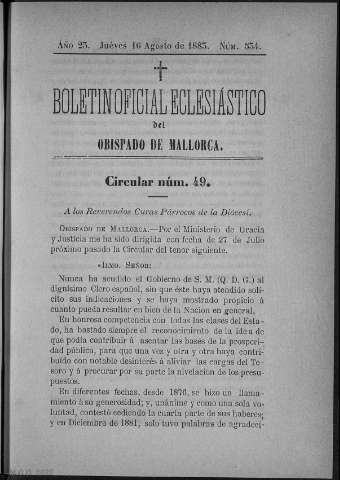 Año 23. Juéves 16 Agosto de 1883. Núm. 534.
BOLETIN OFICIAL ECLESIÁSTICO
del
OBISPADO DE MALLORCA.
Circular núm. 49.
A los Reverendos Curas Párrocos de la Diócesi.
Obispado de Mallorca.—Por el Ministerio de Gracia
y Justicia me ha sido dirigida con fecha de 27 de Julio
próximo pasado la Circular del tenor siguiente.
«Ilmo. Señor:
Nunca ha acudido el Gobierno de S. M. (Q. D. G.) al
dignísimo Clero español, sin que éste haya atendido solí-
cito sus indicaciones y se haya mostrado propicio á
cuanto pueda resultar en bien de la Nacion en general.
En honrosa competencia con todas las clases del Esta-
do, ha bastado siempre el reconocimiento de la idea de
que podia contribuir á asentar las bases de la prosperi-
dad pública, para que una vez y otra y otra haya contri-
buido con notable desinterés á aliviar las cargas del Te-
soro y á procurar por su parte la nivelacion de los presu-
puestos.
En diferentes fechas, desde 1876, se hizo un llama-
miento á su generosidad; y, unánime y como una sola vo-
luntad, contestó cediendo la cuarta parte de sus haberes;
y en Diciembre de 1881, solo tuvo palabras de agradeci-